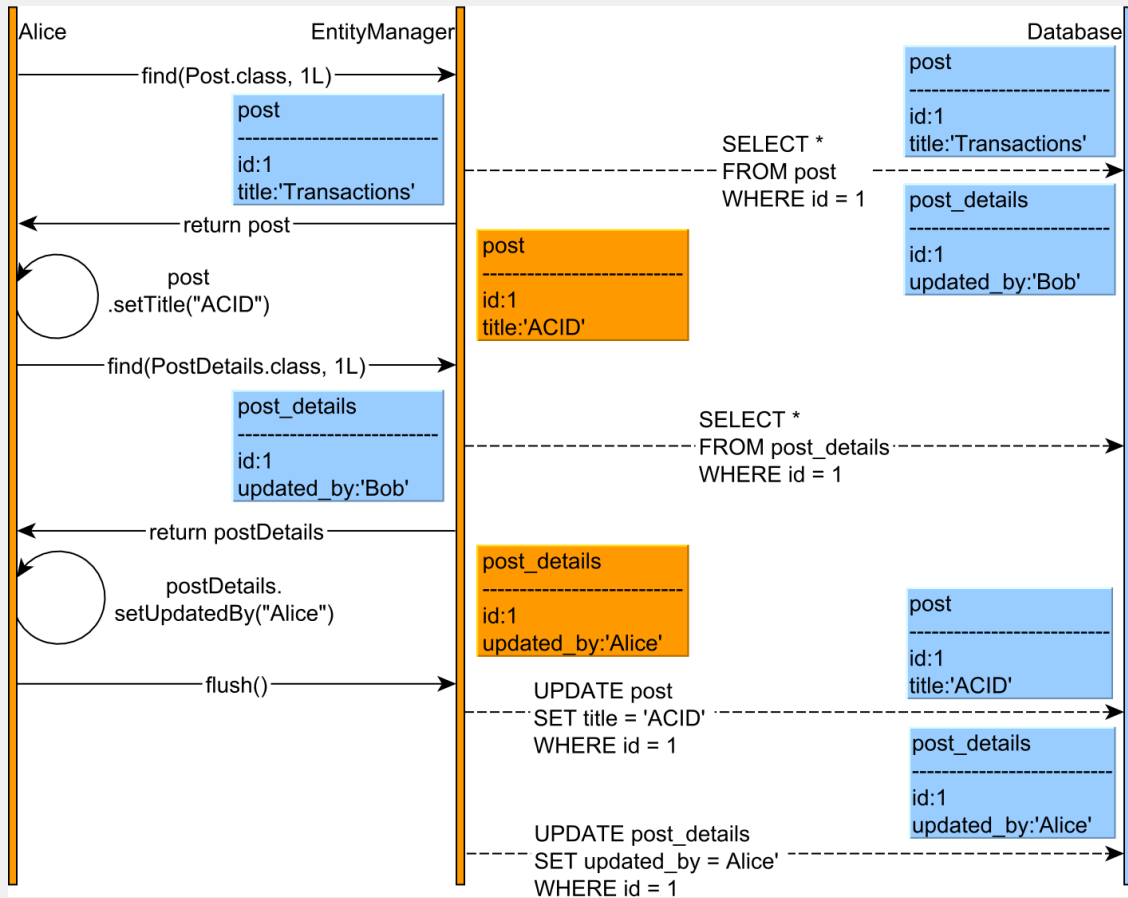 Alice
EntityManager
Database
find(Post.class, 1L)
post
----------------------------
id:1
title:'Transactions'
SELECT *
FROM post
WHERE id = 1
post
----------------------------
id:1
title:'Transactions'
return post
post_details
----------------------------
id:1
updated_by:'Bob'
post
.setTitle("ACID")
post
----------------------------
id:1
title:'ACID'
find(PostDetails.class, 1L)
post_details
----------------------------
id:1
updated_by:'Bob'
SELECT *
FROM post_details
WHERE id = 1
return postDetails
postDetails.
setUpdatedBy("Alice")
post_details
----------------------------
id:1
updated_by:'Alice'
post
----------------------------
id:1
title:'ACID'
flush()
UPDATE post
SET title = 'ACID'
WHERE id = 1
post_details
----------------------------
id:1
updated_by:'Alice'
UPDATE post_details
SET updated_by = Alice'
WHERE id = 1